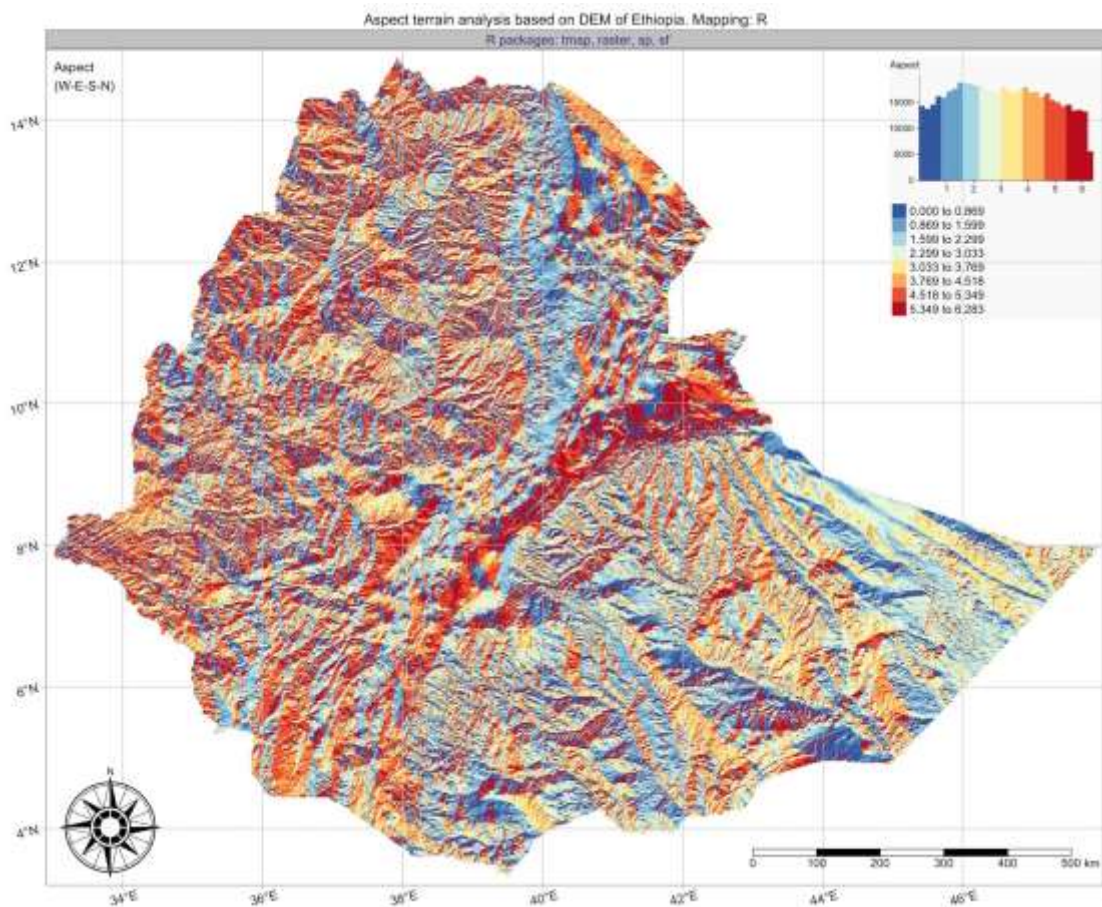 Aspect terrain analysis based on DEM of Ethiopia. Mapping: R
R packages: tmap, raster, sp, sf
Aspect
(W-E-S-N)
Aspect
15000
10000
5000
0
1 2 3 4 5 6
0.000 to 0.869
0.869 to 1.599
1.599 to 2.299
2.299 to 3.033
3.033 to 3.769
3.769 to 4.518
4.518 to 5.349
5.349 to 6.283
14°N
12°N
10°N
8°N
6°N
4°N
N
0 100 200 300 400 500 km
34°E 36°E 38°E 40°E 42°E 44°E 46°E